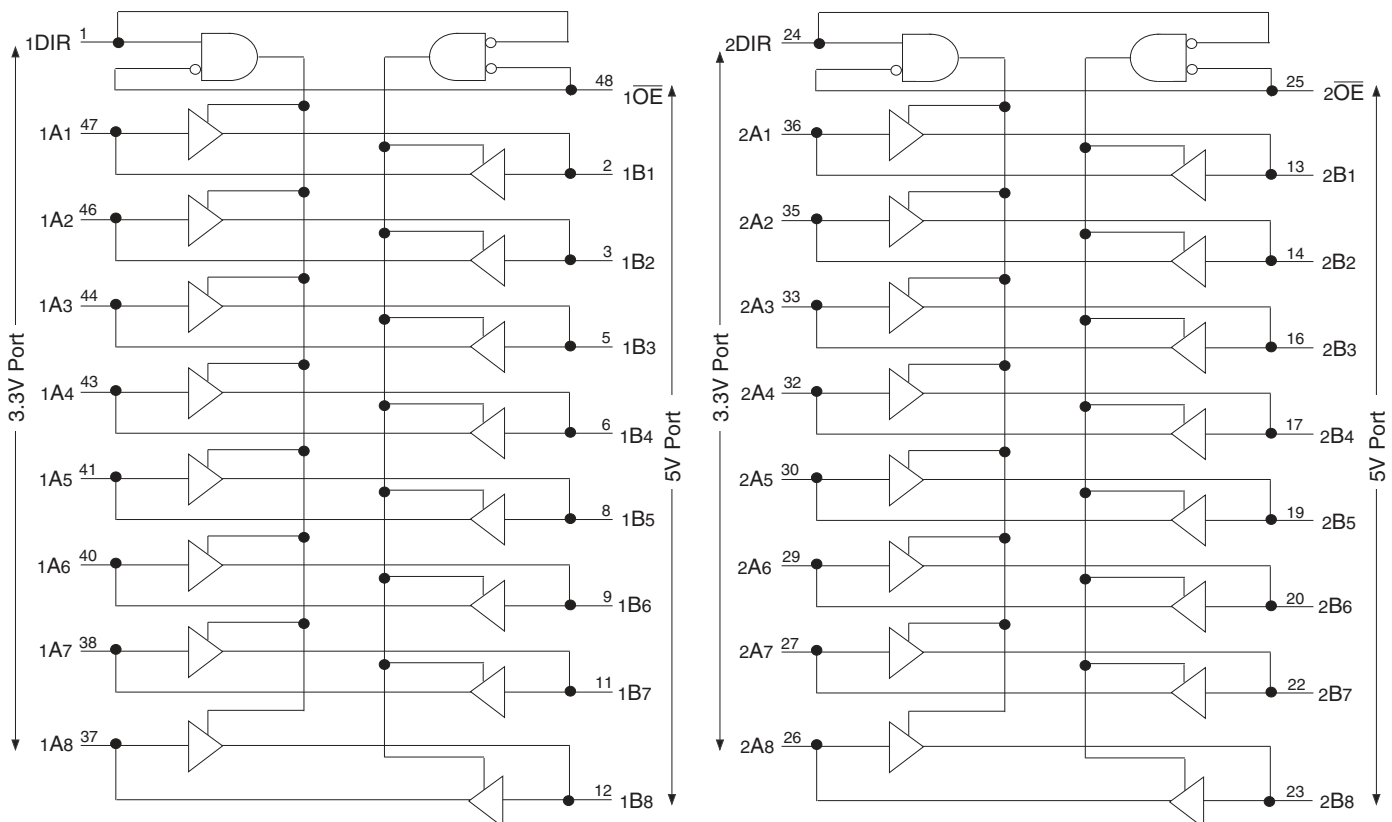 1DIR 1
48 1OE
1A1 47
2 1B1
1A2 46
3 1B2
1A3 44
5 1B3
1A4 43
6 1B4
1A5 41
8 1B5
1A6 40
9 1B6
1A7 38
11 1B7
1A8 37
12 1B8
3.3V Port
5V Port
2DIR 24
25 2OE
2A1 36
13 2B1
2A2 35
14 2B2
2A3 33
16 2B3
2A4 32
17 2B4
2A5 30
19 2B5
2A6 29
20 2B6
2A7 27
22 2B7
2A8 26
23 2B8
3.3V Port
5V Port